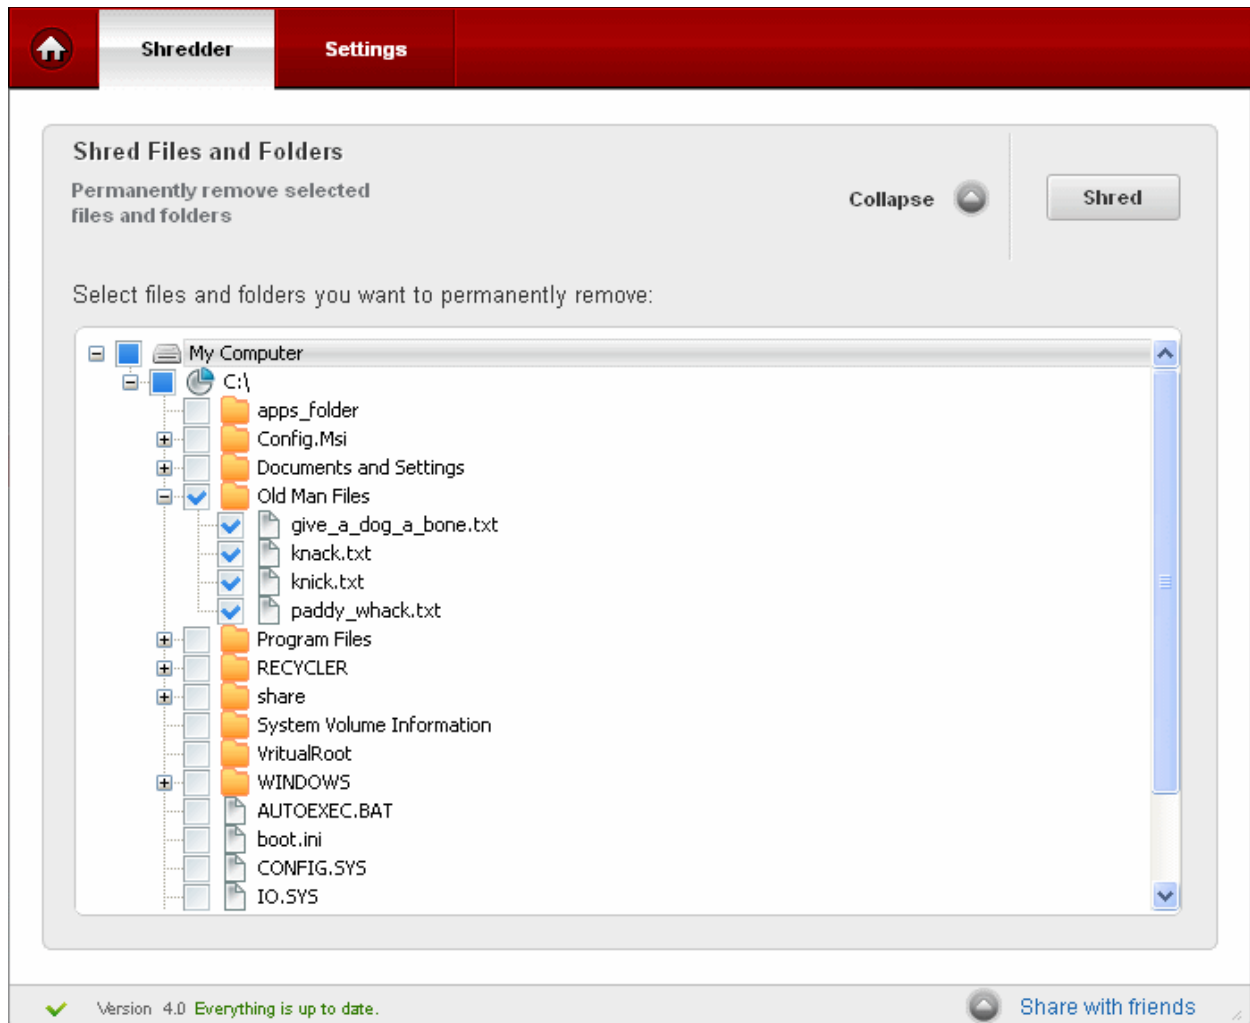 Shredder
Settings
Shred Files and Folders
Permanently remove selected
files and folders
Collapse
Shred
Select files and folders you want to permanently remove:
My Computer
C:\
apps_folder
Config.Msi
Documents and Settings
Old Man Files
give_a_dog_a_bone.txt
knack.txt
knick.txt
paddy_whack.txt
Program Files
RECYCLER
share
System Volume Information
VritualRoot
WINDOWS
AUTOEXEC.BAT
boot.ini
CONFIG.SYS
IO.SYS
Version 4.0 Everything is up to date.
Share with friends